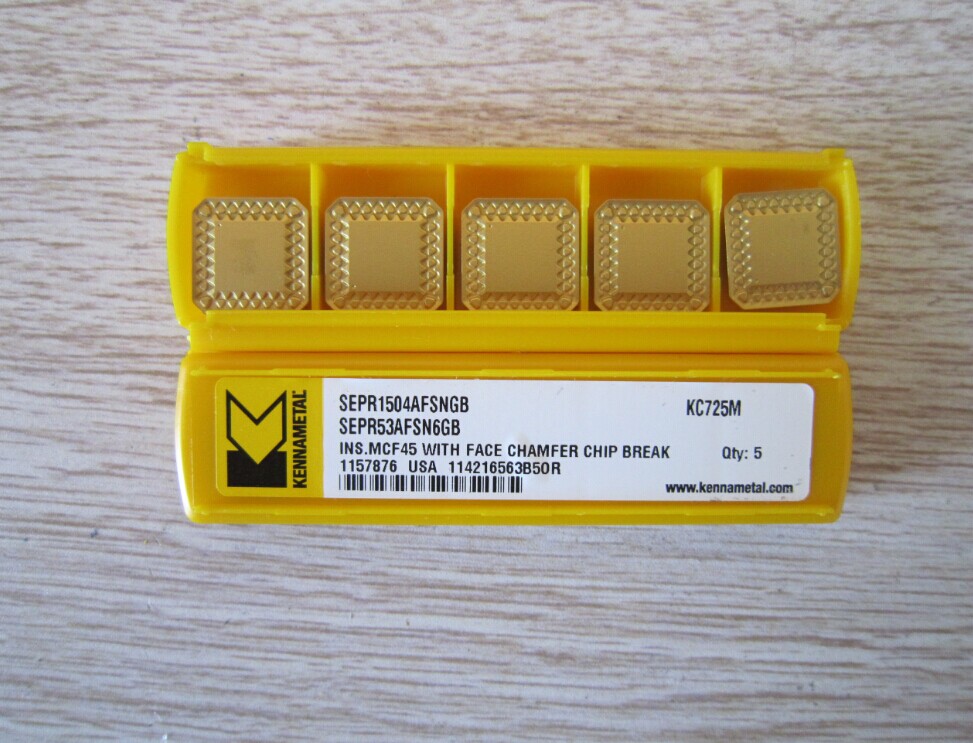 KENNAMETAL
SEPR1504AFSNGB
KC725M
SEPR53AFSN6GB
INS.MCF45 WITH FACE CHAMFER CHIP BREAK
Qty: 5
1157876 USA 114216563B50R
www.kennametal.com